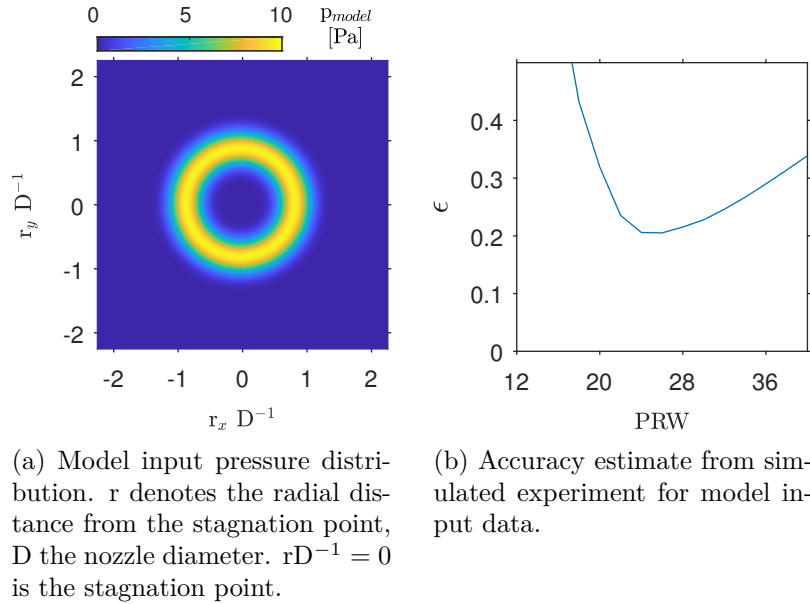 0 5 10
p_model
[Pa]
2
1
0
-1
-2
r_y D⁻¹
-2 -1 0 1 2
r_x D⁻¹
(a) Model input pressure distri-
bution. r denotes the radial dis-
tance from the stagnation point,
D the nozzle diameter. rD⁻¹ = 0
is the stagnation point.
0.4
0.3
0.2
0.1
0
ϵ
12 20 28 36
PRW
(b) Accuracy estimate from sim-
ulated experiment for model in-
put data.